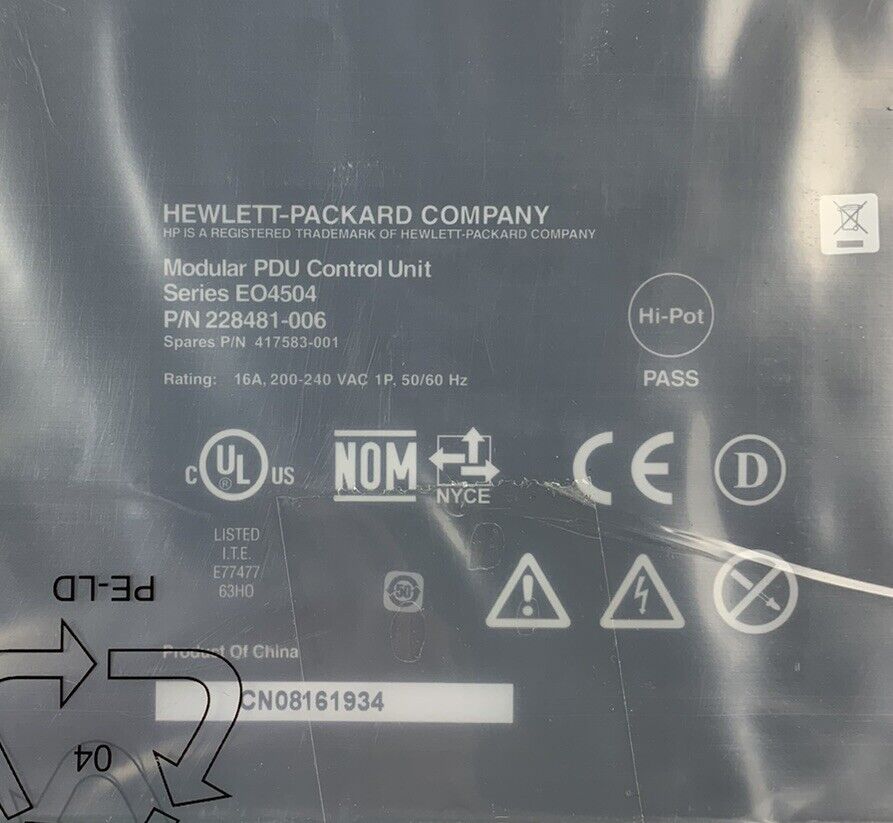 HEWLETT-PACKARD COMPANY
HP IS A REGISTERED TRADEMARK OF HEWLETT-PACKARD COMPANY
Modular PDU Control Unit
Series EO4504
P/N 228481-006
Spares P/N 417583-001
Rating: 16A, 200-240 VAC 1P, 50/60 Hz
Hi-Pot
PASS
C UL ® US
NOM
NYCE
CE
D
LISTED
I.T.E.
E77477
63HO
50
PE-LD
Product Of China
CN08161934
04